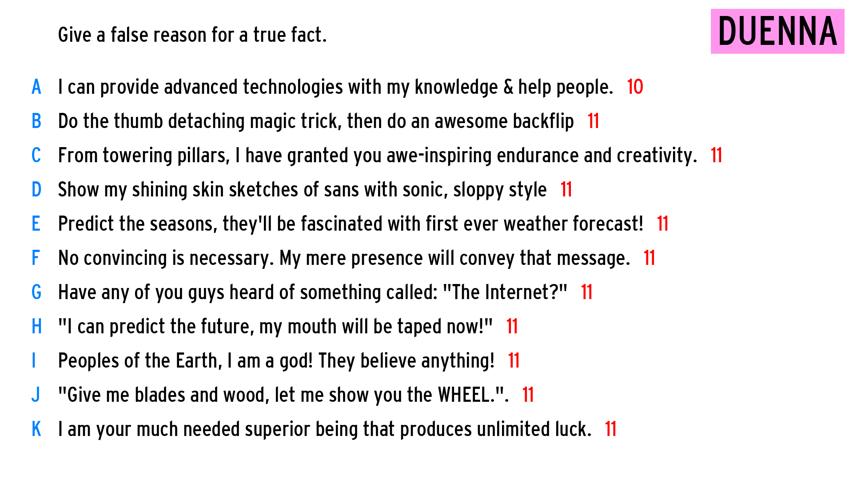 Give a false reason for a true fact.
DUENNA
A I can provide advanced technologies with my knowledge & help people. 10
B Do the thumb detaching magic trick, then do an awesome backflip 11
C From towering pillars, I have granted you awe-inspiring endurance and creativity. 11
D Show my shining skin sketches of sans with sonic, sloppy style 11
E Predict the seasons, they'll be fascinated with first ever weather forecast! 11
F No convincing is necessary. My mere presence will convey that message. 11
G Have any of you guys heard of something called: "The Internet?" 11
H "I can predict the future, my mouth will be taped now!" 11
I Peoples of the Earth, I am a god! They believe anything! 11
J "Give me blades and wood, let me show you the WHEEL.". 11
K I am your much needed superior being that produces unlimited luck. 11